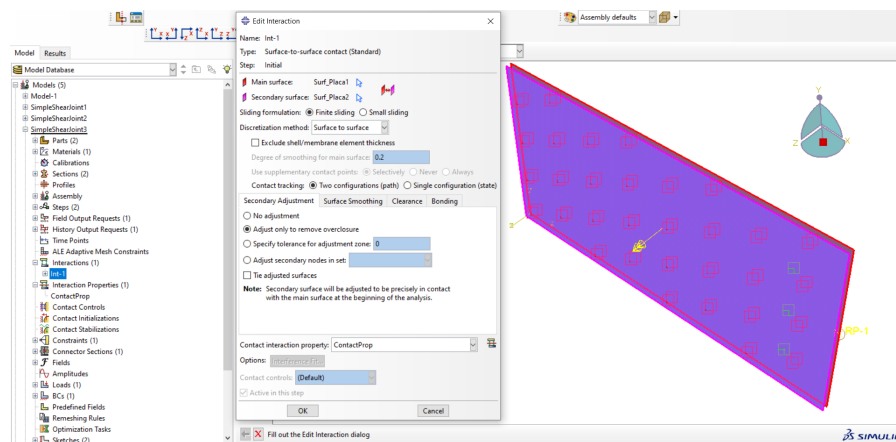 Edit Interaction
Assembly defaults
Model Results
Model Database
Models (5)
Model-1
SimpleShearJoint1
SimpleShearJoint2
SimpleShearJoint3
Parts (2)
Materials (1)
Calibrations
Sections (2)
Profiles
Assembly
Steps (2)
Field Output Requests (1)
History Output Requests (1)
Time Points
ALE Adaptive Mesh Constraints
Interactions (1)
Int-1
Interaction Properties (1)
ContactProp
Contact Controls
Contact Initializations
Contact Stabilizations
Constraints (1)
Connector Sections (1)
Fields
Amplitudes
Loads (1)
BCs (1)
Predefined Fields
Remeshing Rules
Optimization Tasks
Sketches (2)
Name: Int-1
Type: Surface-to-surface contact (Standard)
Step: Initial
Main surface: Surf_Placa1
Secondary surface: Surf_Placa2
Sliding formulation: Finite sliding Small sliding
Discretization method: Surface to surface
Exclude shell/membrane element thickness
Degree of smoothing for main surface: 0.2
Use supplementary contact points: Selectively Never Always
Contact tracking: Two configurations (path) Single configuration (state)
Secondary Adjustment Surface Smoothing Clearance Bonding
No adjustment
Adjust only to remove overclosure
Specify tolerance for adjustment zone: 0
Adjust secondary nodes in set:
Tie adjusted surfaces
Note: Secondary surface will be adjusted to be precisely in contact
with the main surface at the beginning of the analysis.
Contact interaction property: ContactProp
Options:
Contact controls: (Default)
Active in this step
OK Cancel
Fill out the Edit Interaction dialog
Y
Z X
RP-1